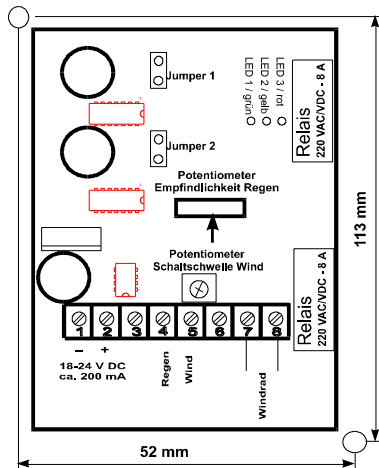 Jumper 1
LED 1 / grün
LED 2 / gelb
LED 3 / rot
Relais
220 VAC/VDC - 8 A
Jumper 2
Potentiometer
Empfindlichkeit Regen
113 mm
Potentiometer
Schaltschwelle Wind
Relais
220 VAC/VDC - 8 A
1 2 3 4 5 6 7 8
– +
18-24 V DC
ca. 200 mA
Regen
Wind
Windrad
52 mm